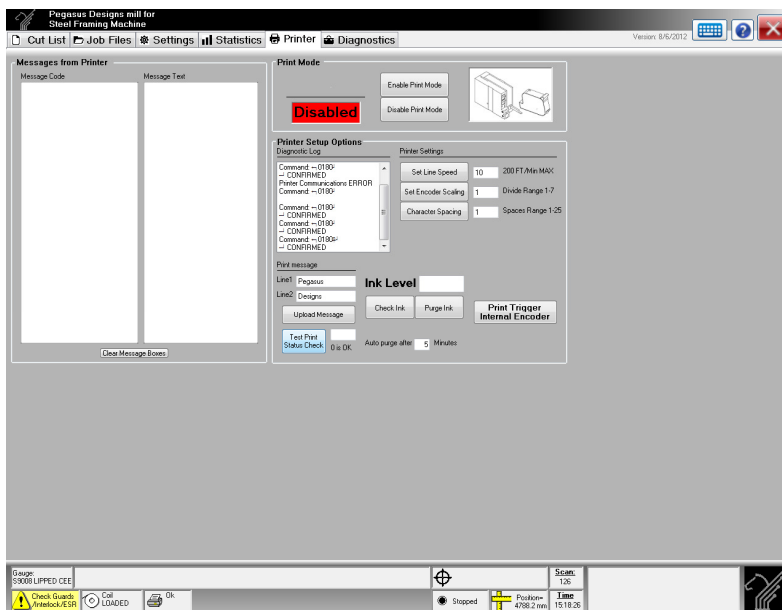 Pegasus Designs mill for
Steel Framing Machine
Cut List Job Files Settings Statistics Printer Diagnostics
Version: 8/6/2012
Messages from Printer
Message Code Message Text
Clear Message Boxes
Print Mode
Disabled
Enable Print Mode
Disable Print Mode
Printer Setup Options
Diagnostic Log
Command: 0180
CONFIRMED
Printer Communications ERROR
Command: 0180
Command: 0180
CONFIRMED
Command: 0180
CONFIRMED
Command: 0180
CONFIRMED
Printer Settings
Set Line Speed 10 200 FT/Min MAX
Set Encoder Scaling 1 Divide Range 1-7
Character Spacing 1 Spaces Range 1-25
Print message
Line1 Pegasus
Line2 Designs
Upload Message
Test Print
Status Check
0 is OK
Ink Level
Check Ink Purge Ink
Auto purge after 5 Minutes
Print Trigger
Internal Encoder
Gauge:
S9008 LIPPED CEE
Scan:
126
Check Guards
/Interlock/ESR
Coil
LOADED
Ok
Stopped
Position=
4788.2 mm
Time
15:18:26